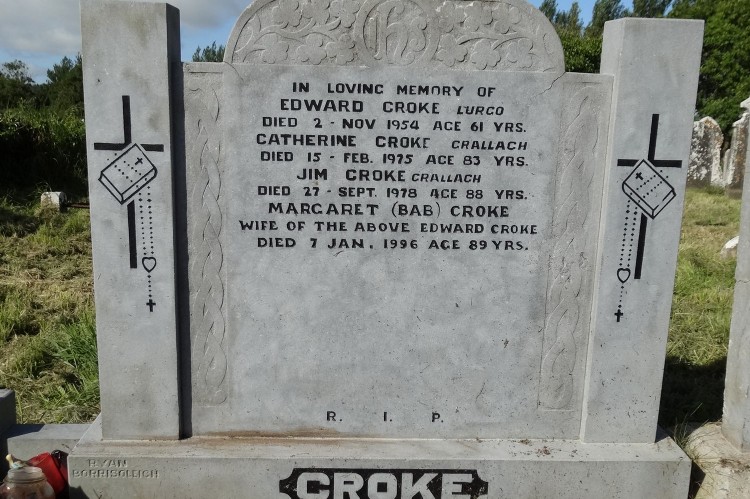 IN LOVING MEMORY OF
EDWARD CROKE LURGO
DIED 2 - NOV 1954 AGE 61 YRS.
CATHERINE CROKE CRALLACH
DIED 15 - FEB. 1975 AGE 83 YRS.
JIM CROKE CRALLACH
DIED 27 - SEPT. 1978 AGE 88 YRS.
MARGARET (BAB) CROKE
WIFE OF THE ABOVE EDWARD CROKE
DIED 7 JAN. 1996 AGE 89 YRS.
R. I. P.
RYAN
BORRISOLEIGH
CROKE